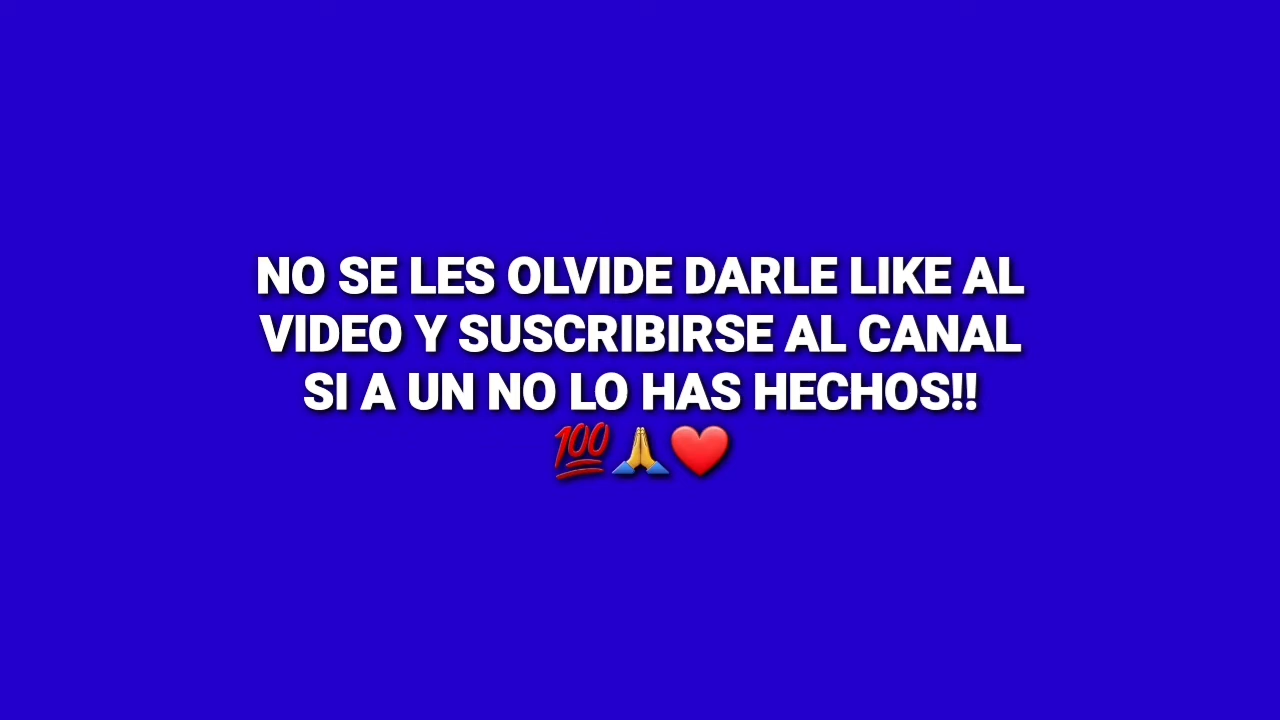 NO SE LES OLVIDE DARLE LIKE AL
VIDEO Y SUSCRIBIRSE AL CANAL
SI A UN NO LO HAS HECHOS!!
💯🙏❤️